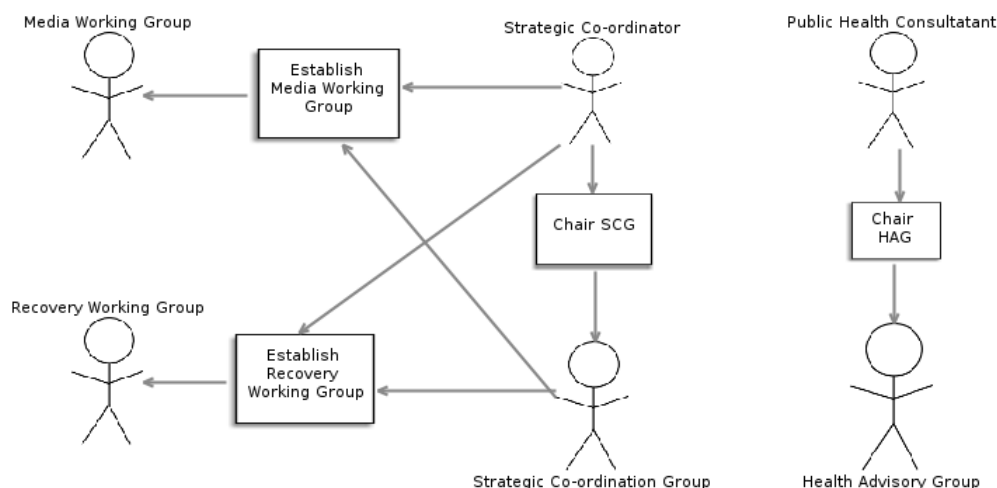 Media Working Group
Strategic Co-ordinator
Public Health Consultatant
Establish
Media Working
Group
Chair SCG
Chair
HAG
Recovery Working Group
Establish
Recovery
Working Group
Strategic Co-ordination Group
Health Advisory Group